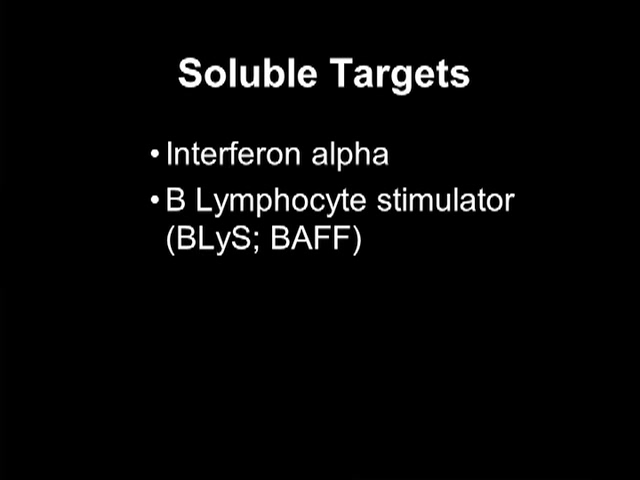 Soluble Targets
• Interferon alpha
• B Lymphocyte stimulator
(BLyS; BAFF)